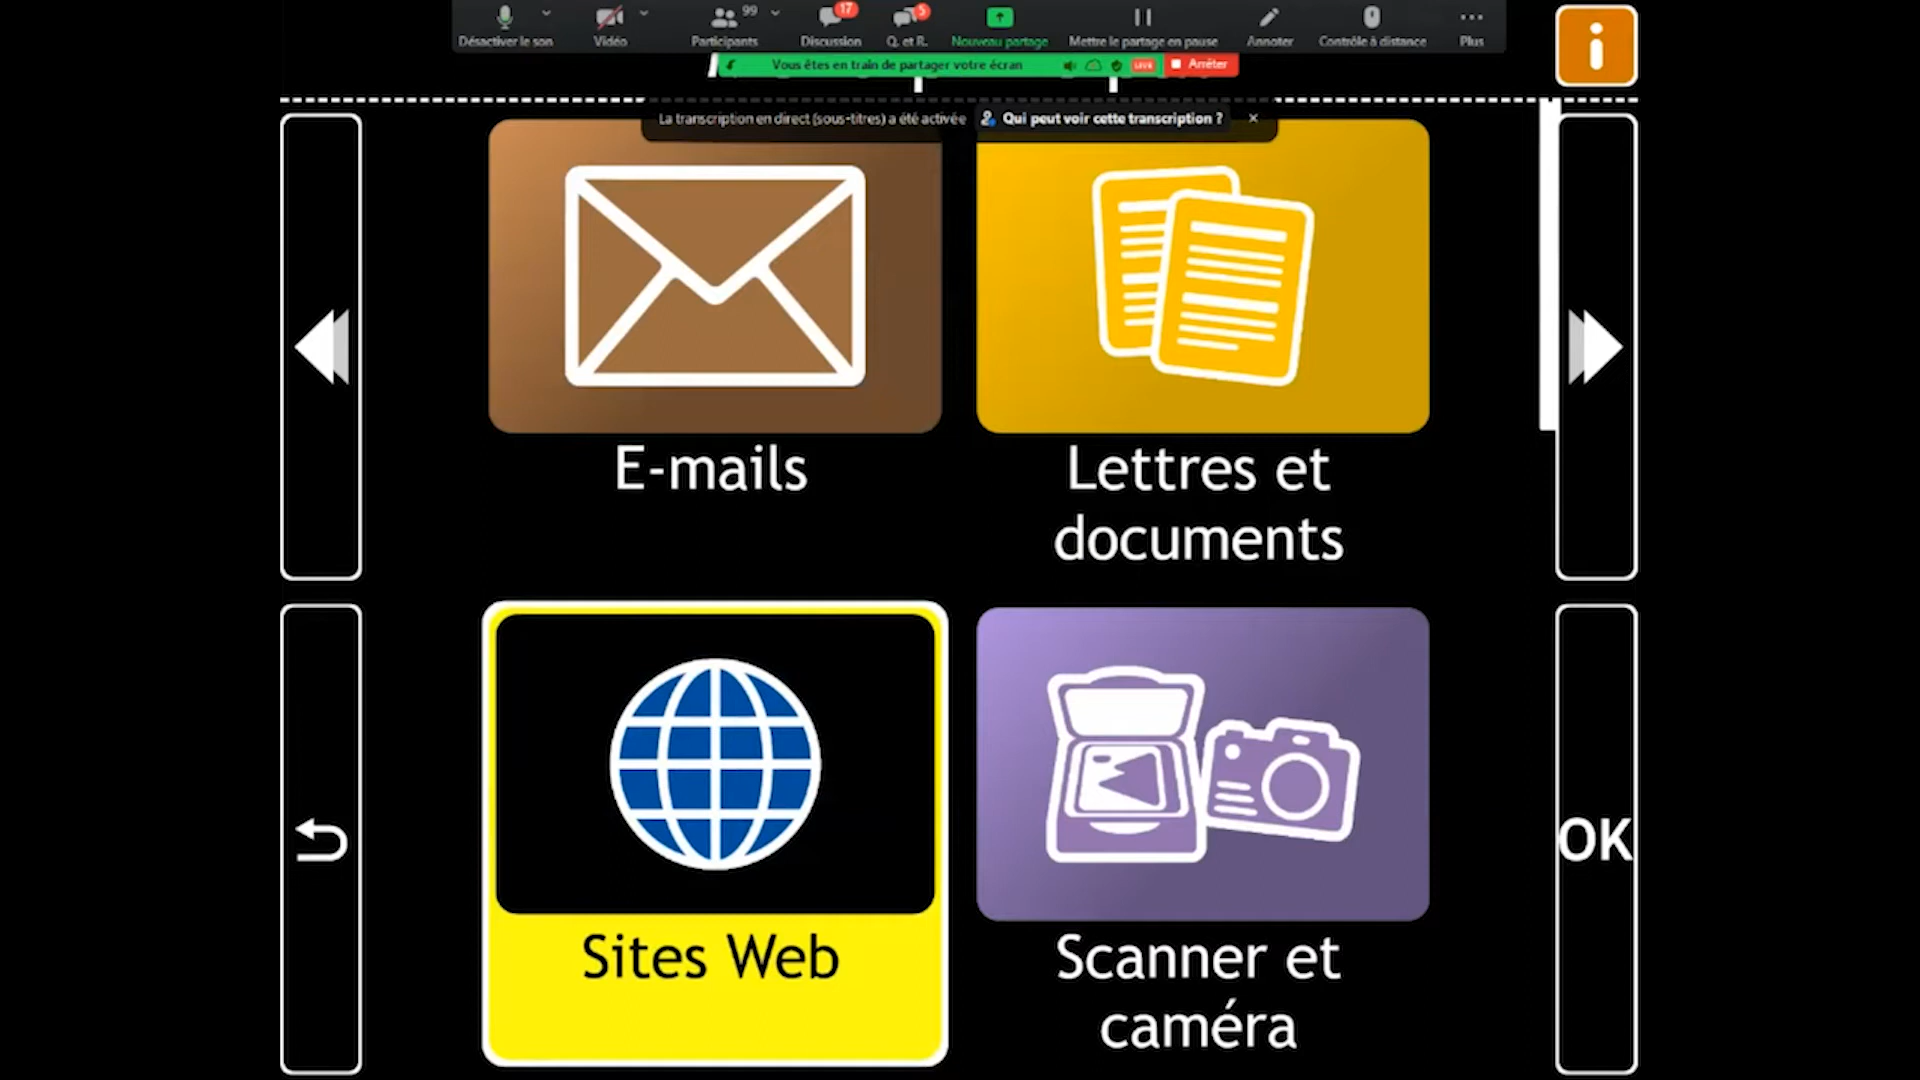 99
17
5
Désactiver le son
Vidéo
Participants
Discussion
Q. et R.
Nouveau partage
Mettre le partage en pause
Annoter
Contrôle à distance
Plus
Vous êtes en train de partager votre écran
LIVE
Arrêter
La transcription en direct (sous-titres) a été activée
Qui peut voir cette transcription ?
E-mails
Lettres et
documents
Sites Web
Scanner et
caméra
OK